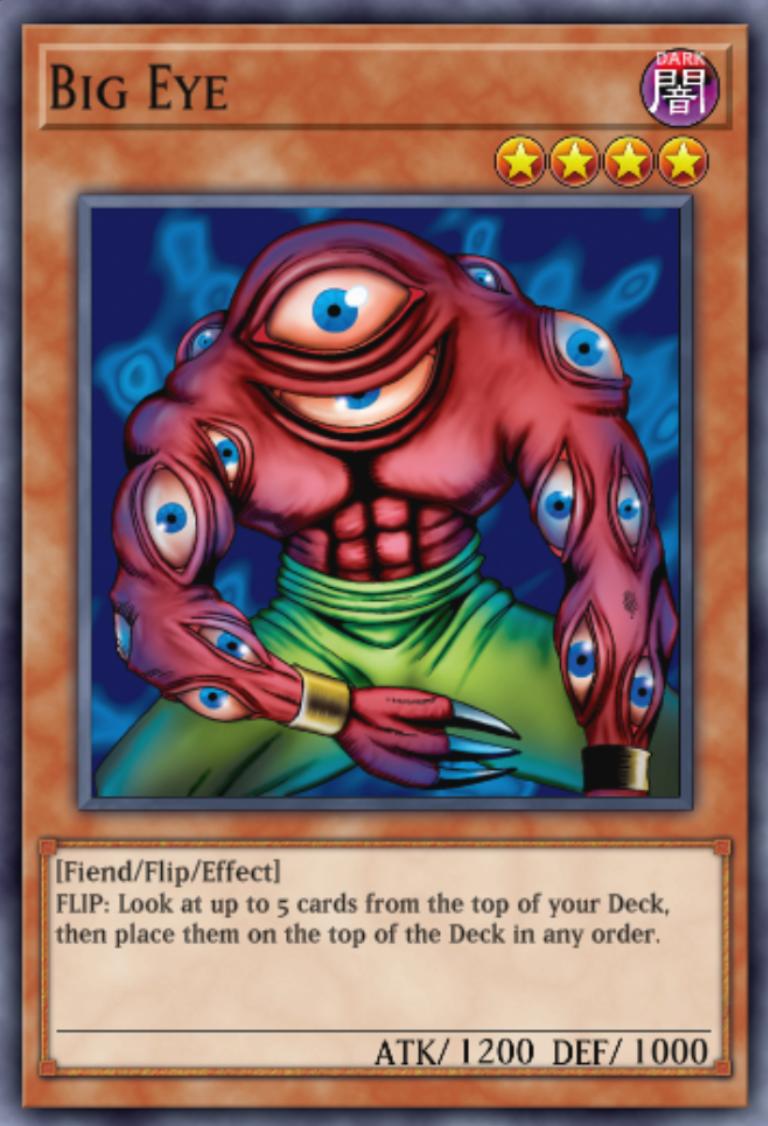 BIG EYE
DARK
闇
[Fiend/Flip/Effect]
FLIP: Look at up to 5 cards from the top of your Deck,
then place them on the top of the Deck in any order.
ATK/ 1200 DEF/ 1000